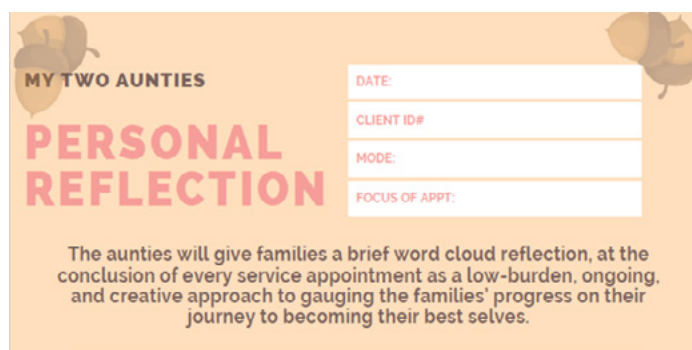 MY TWO AUNTIES
PERSONAL
REFLECTION
DATE:
CLIENT ID#
MODE:
FOCUS OF APPT:
The aunties will give families a brief word cloud reflection, at the
conclusion of every service appointment as a low-burden, ongoing,
and creative approach to gauging the families' progress on their
journey to becoming their best selves.